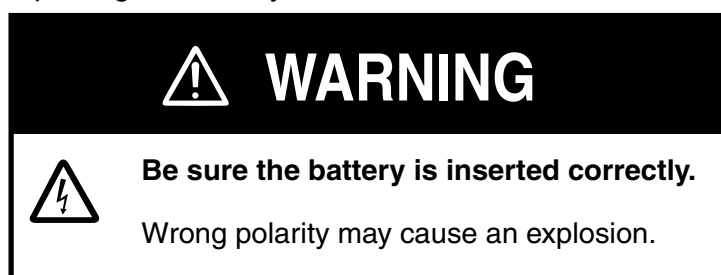 WARNING
Be sure the battery is inserted correctly.
Wrong polarity may cause an explosion.